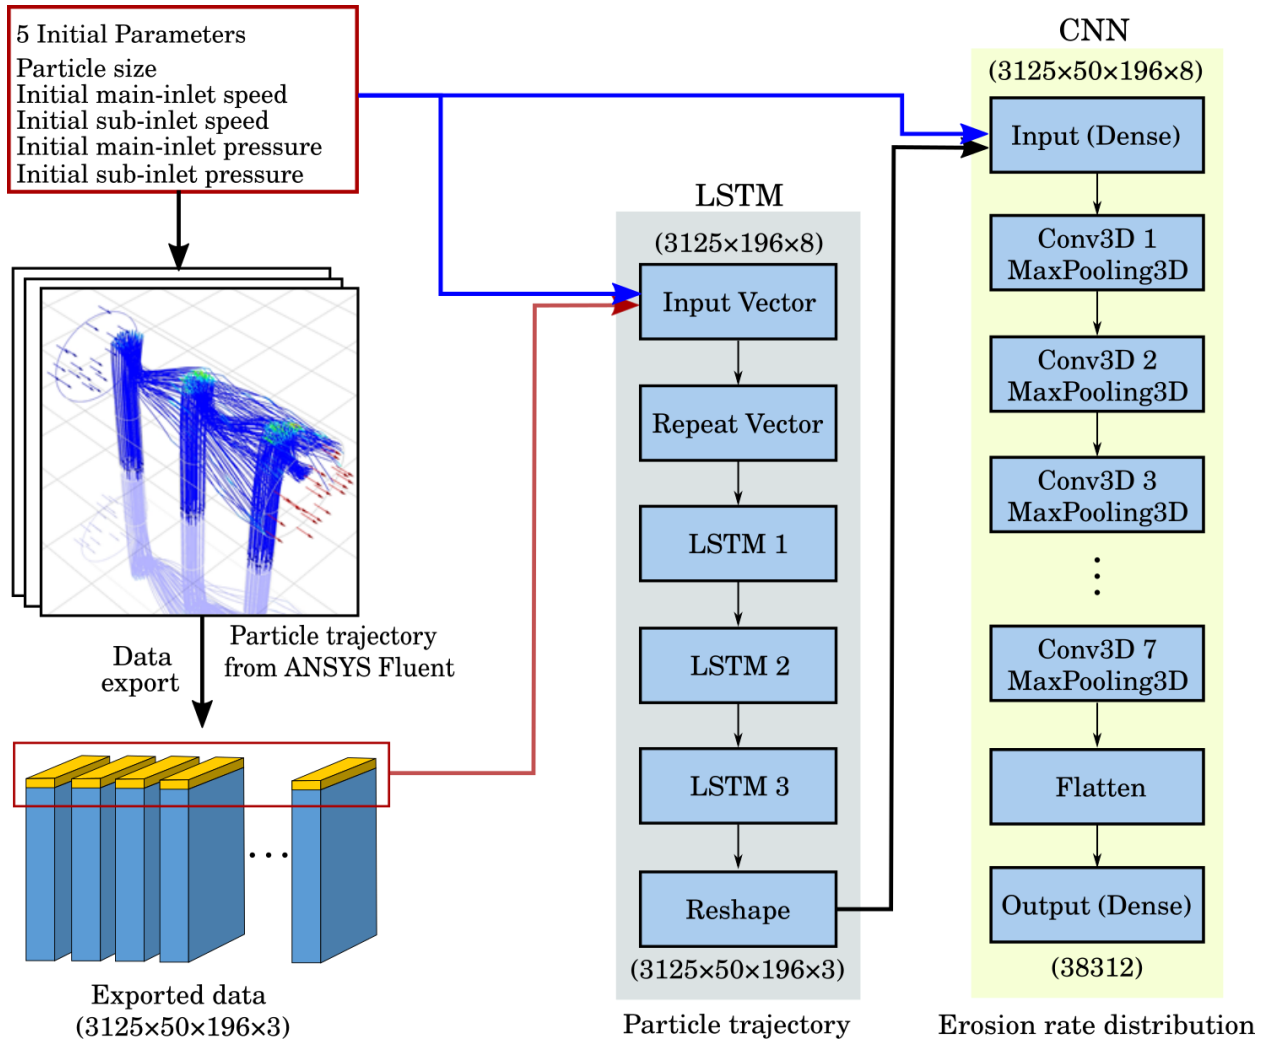 5 Initial Parameters
Particle size
Initial main-inlet speed
Initial sub-inlet speed
Initial main-inlet pressure
Initial sub-inlet pressure
Data
export
Particle trajectory
from ANSYS Fluent
Exported data
(3125×50×196×3)
LSTM
(3125×196×8)
Input Vector
Repeat Vector
LSTM 1
LSTM 2
LSTM 3
Reshape
(3125×50×196×3)
Particle trajectory
CNN
(3125×50×196×8)
Input (Dense)
Conv3D 1
MaxPooling3D
Conv3D 2
MaxPooling3D
Conv3D 3
MaxPooling3D
Conv3D 7
MaxPooling3D
Flatten
Output (Dense)
(38312)
Erosion rate distribution